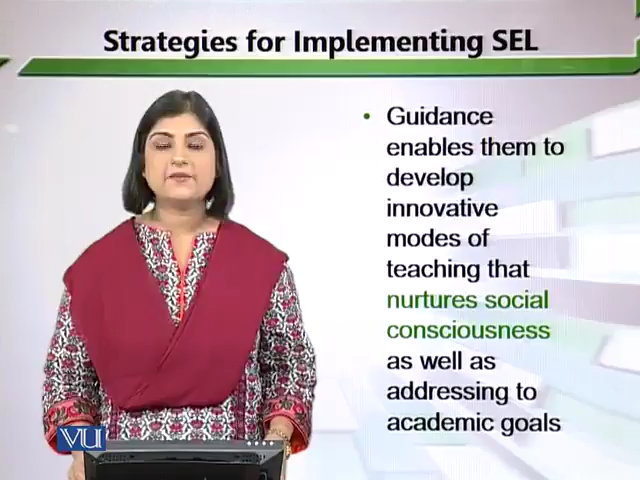 Strategies for Implementing SEL
• Guidance
enables them to
develop
innovative
modes of
teaching that
nurtures social
consciousness
as well as
addressing to
academic goals
VU